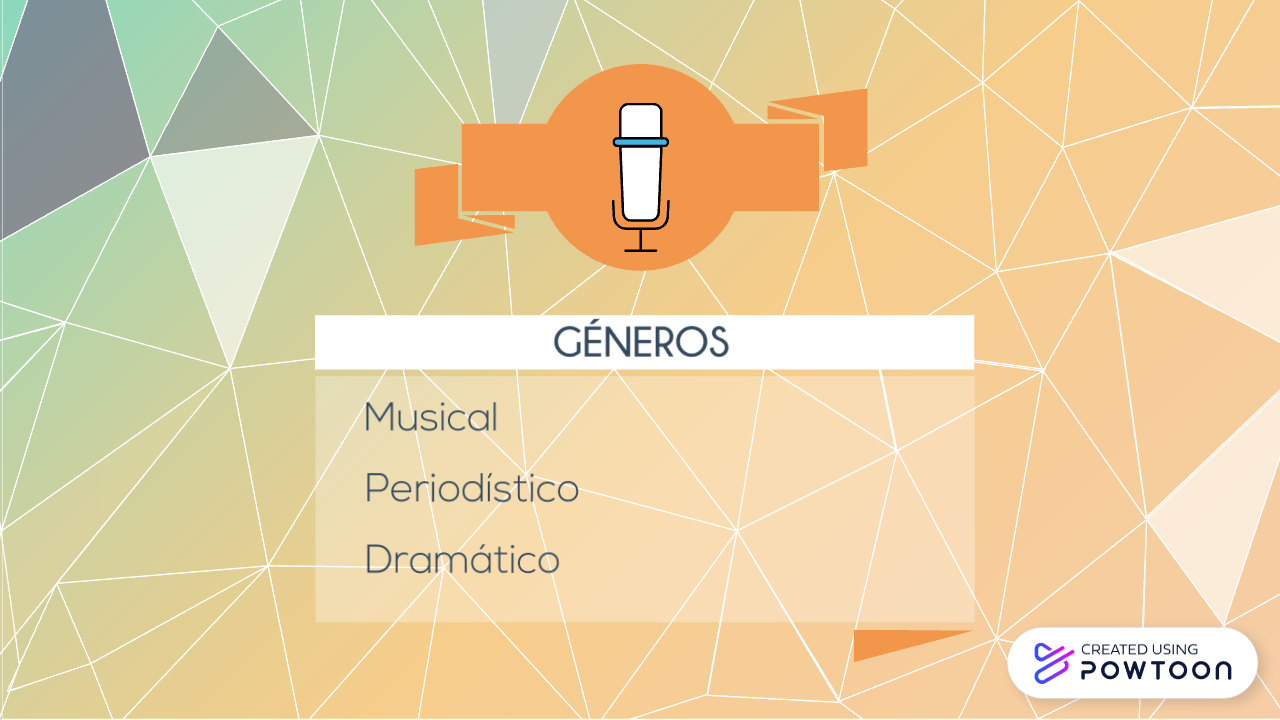 GÉNEROS
Musical
Periodístico
Dramático
CREATED USING
POWTOON